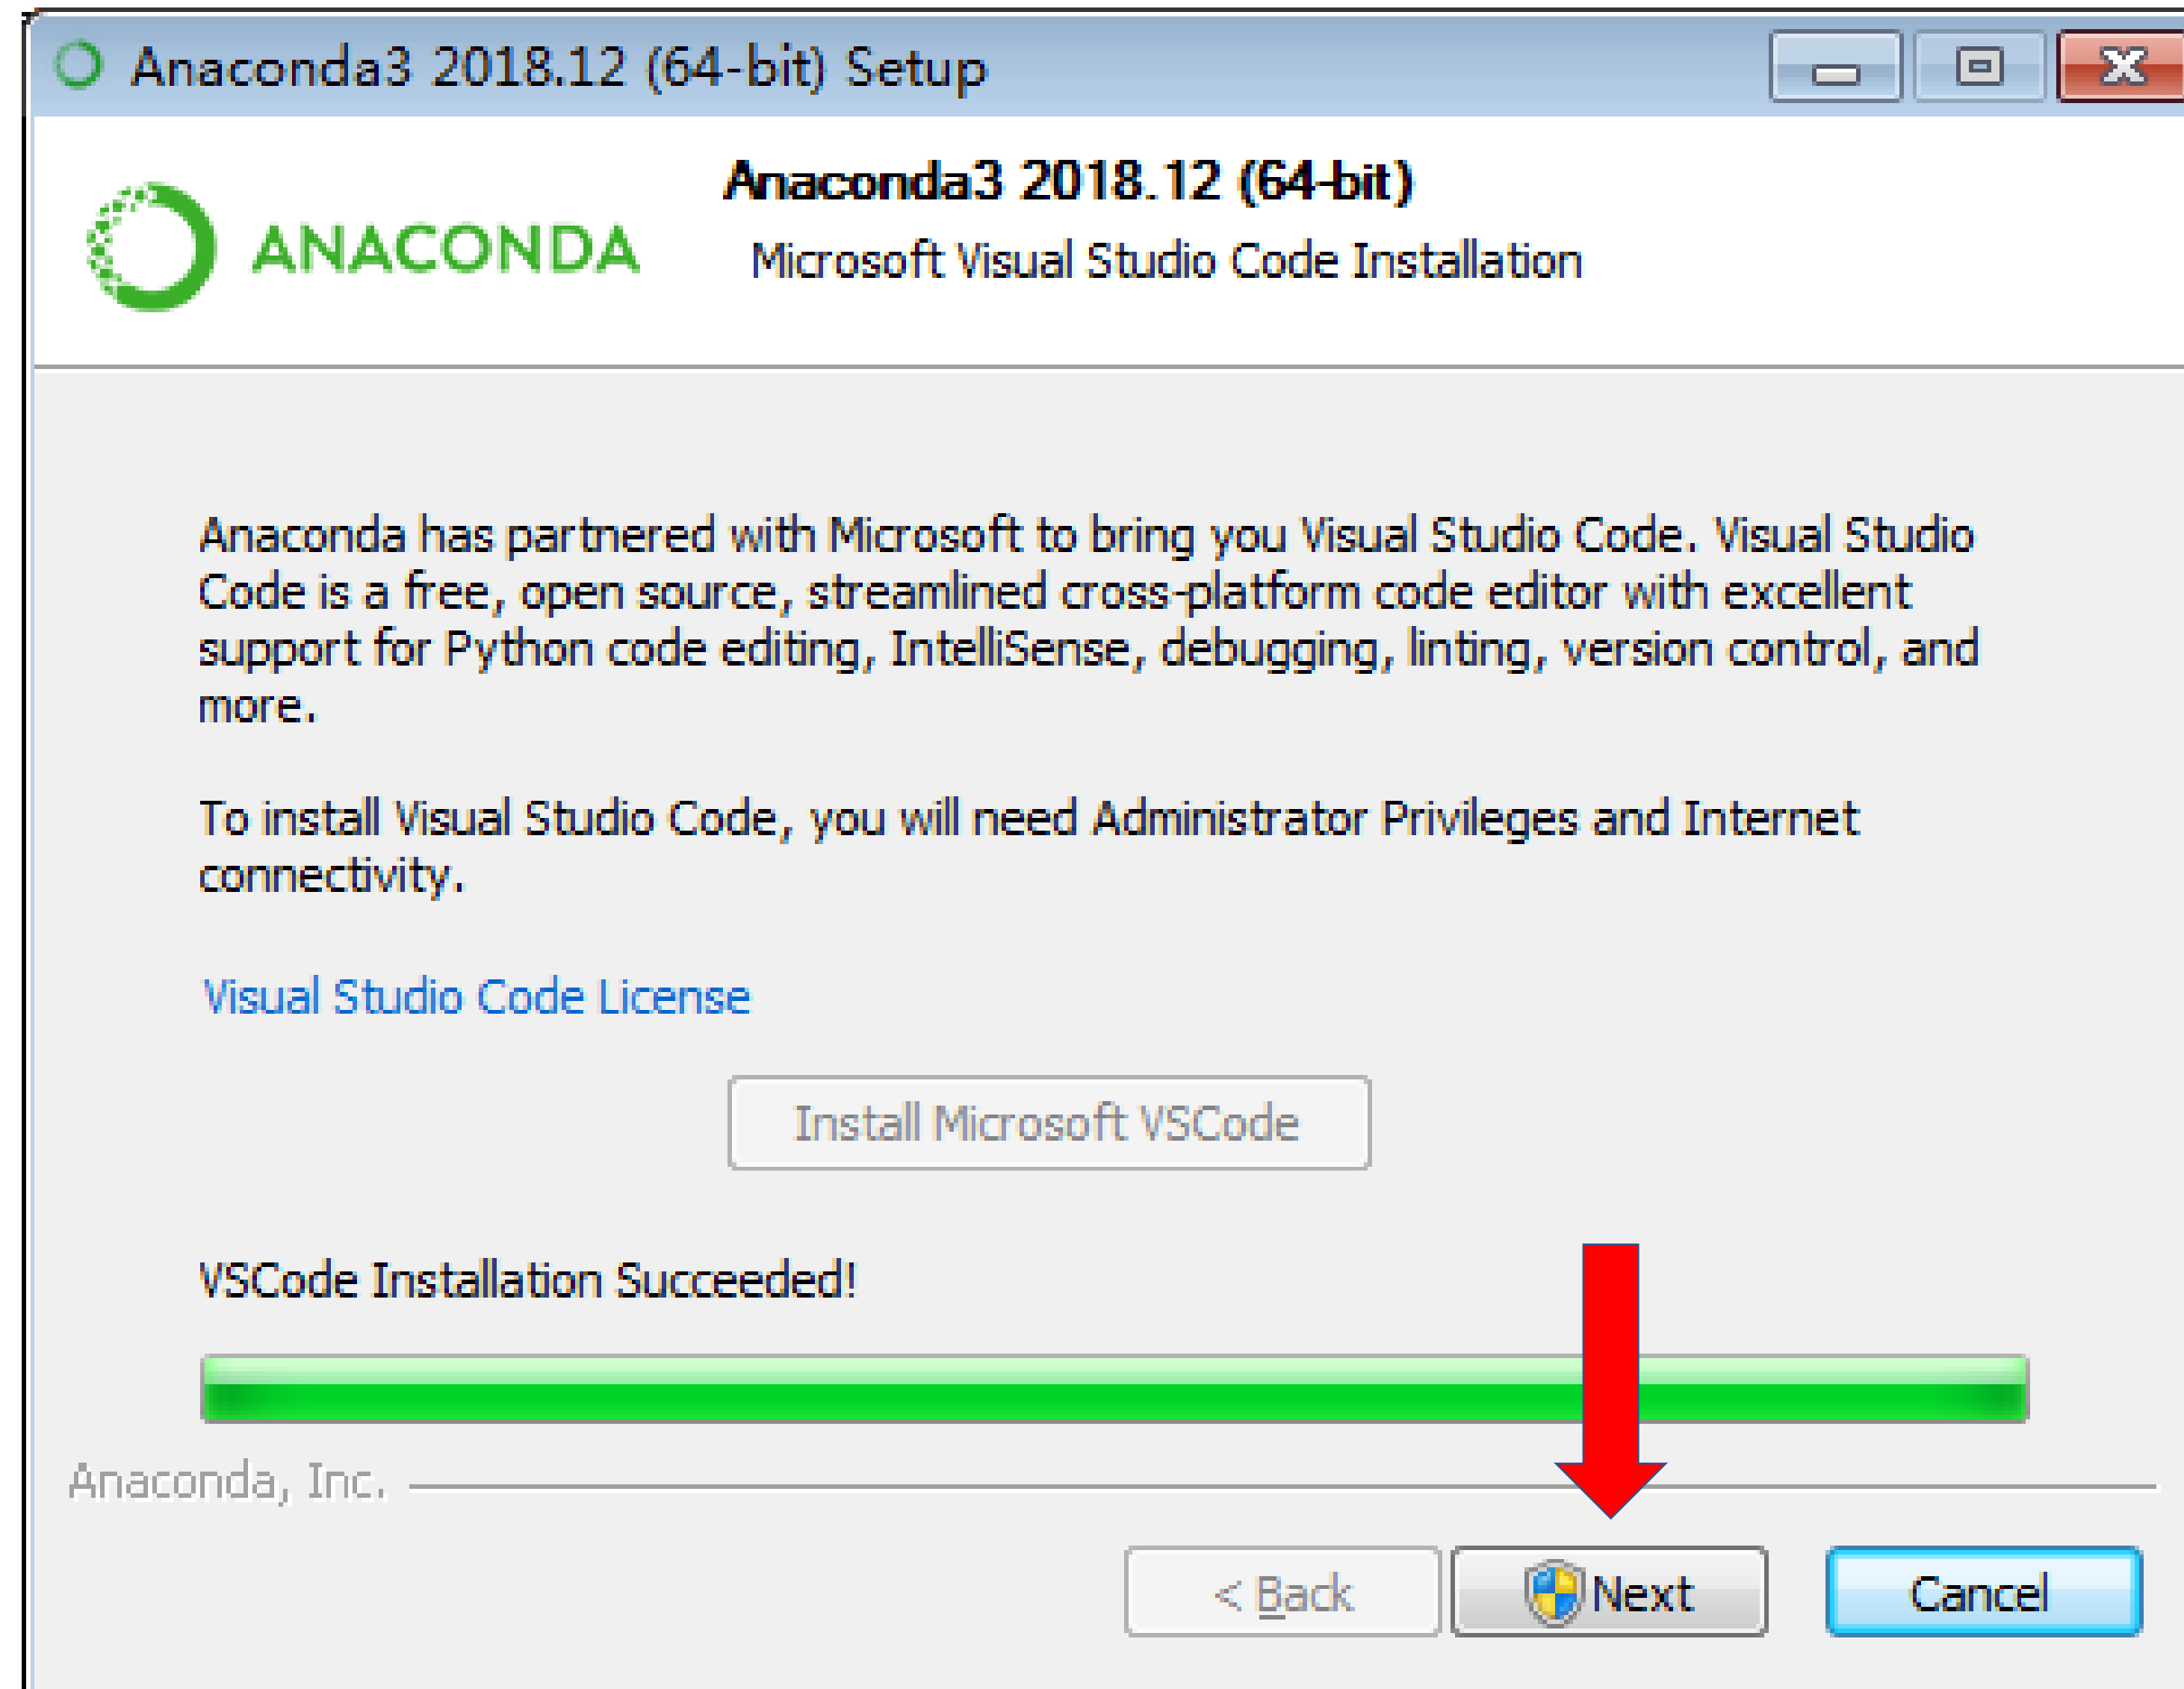 Anaconda3 2018.12 (64-bit) Setup
ANACONDA
Anaconda3 2018.12 (64-bit)
Microsoft Visual Studio Code Installation
Anaconda has partnered with Microsoft to bring you Visual Studio Code. Visual Studio
Code is a free, open source, streamlined cross-platform code editor with excellent
support for Python code editing, IntelliSense, debugging, linting, version control, and
more.
To install Visual Studio Code, you will need Administrator Privileges and Internet
connectivity.
Visual Studio Code License
Install Microsoft VSCode
VSCode Installation Succeeded!
Anaconda, Inc.
< Back Next Cancel